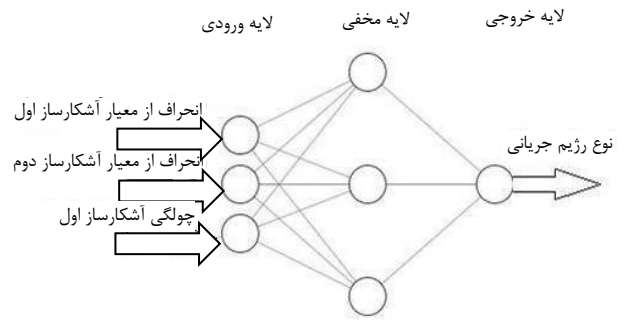 لایه خروجی
لایه مخفی
لایه ورودی
انحراف از معیار آشکارساز اول
انحراف از معیار آشکارساز دوم
چولگی آشکارساز اول
نوع رژیم جریانی